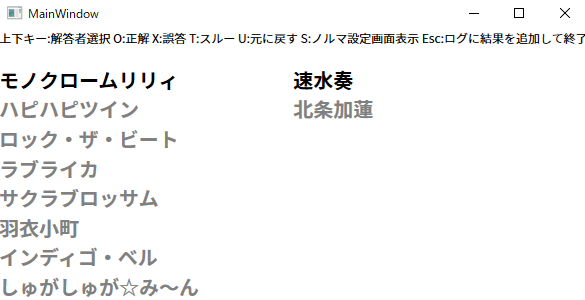 MainWindow
上下キー:解答者選択 O:正解 X:誤答 T:スルー U:元に戻す S:ノルマ設定画面表示 Esc:ログに結果を追加して終了
モノクロームリリィ
ハピハピツイン
ロック・ザ・ビート
ラブライカ
サクラブロッサム
羽衣小町
インディゴ・ベル
しゅがしゅが☆み〜ん
速水奏
北条加蓮